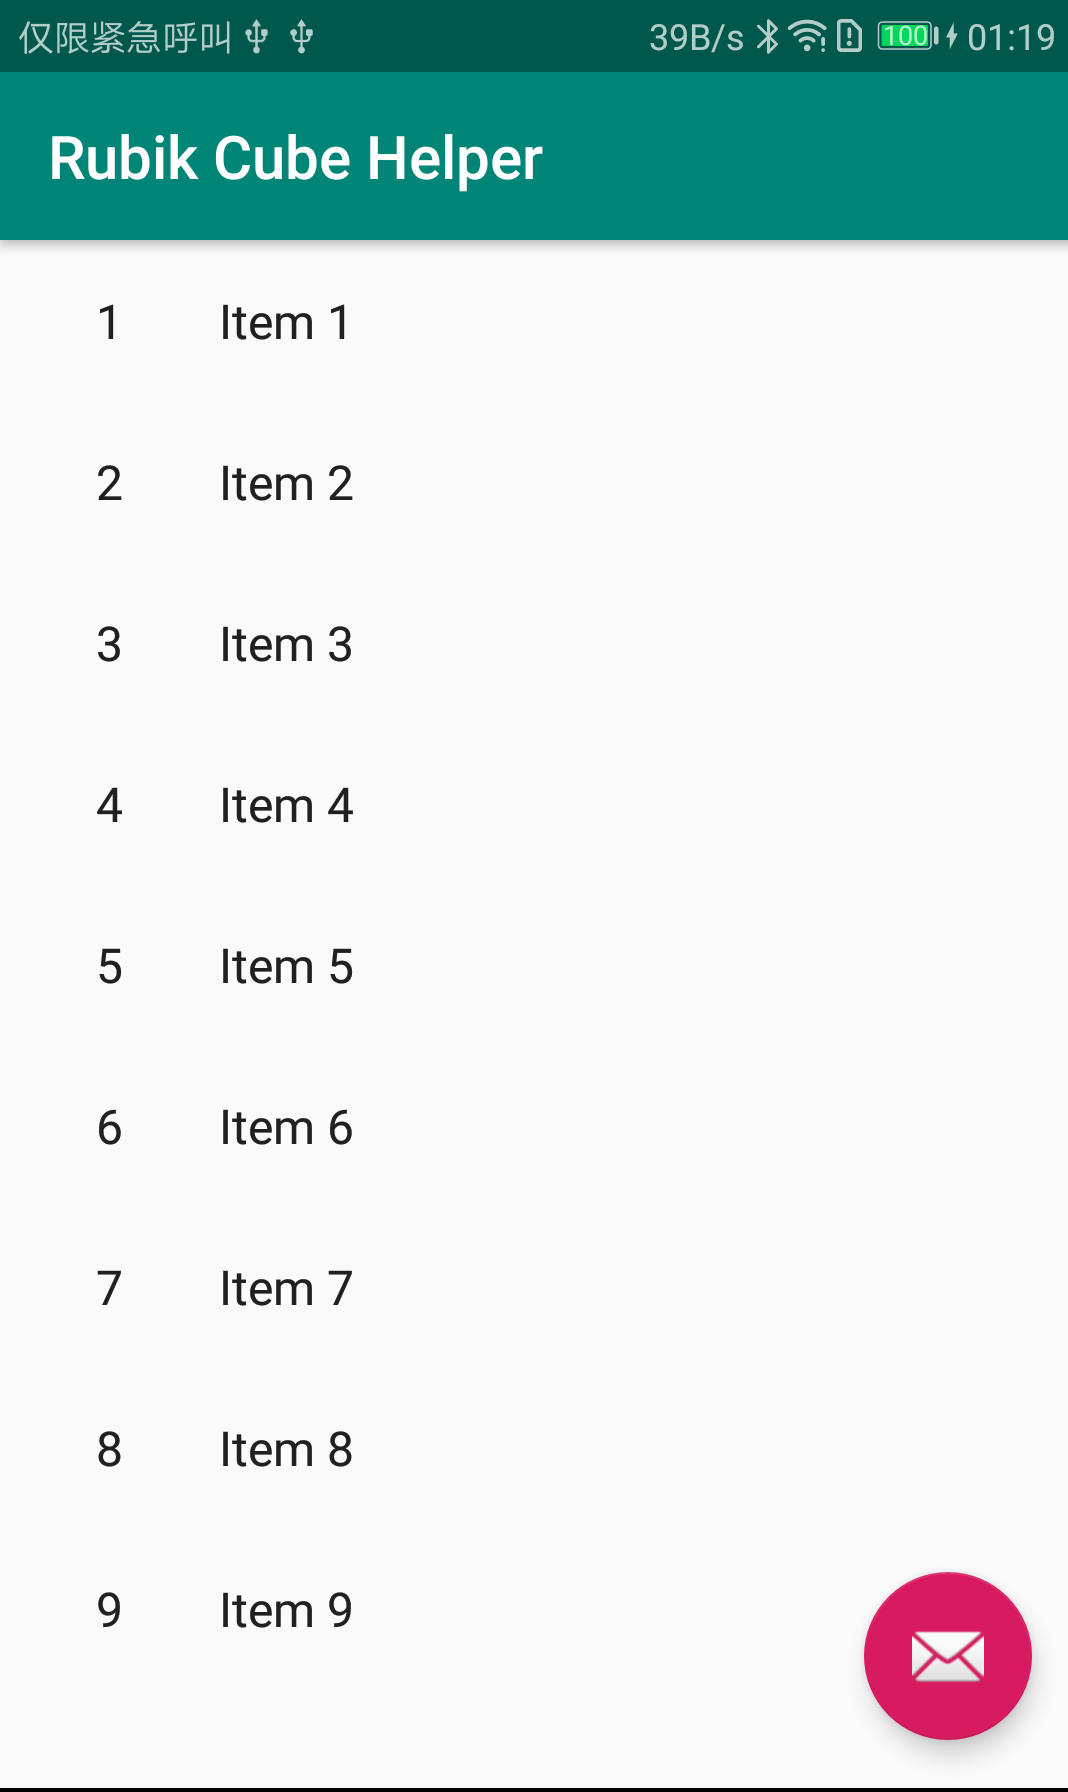 仅限紧急呼叫 39B/s 100 01:19
Rubik Cube Helper
1 Item 1
2 Item 2
3 Item 3
4 Item 4
5 Item 5
6 Item 6
7 Item 7
8 Item 8
9 Item 9